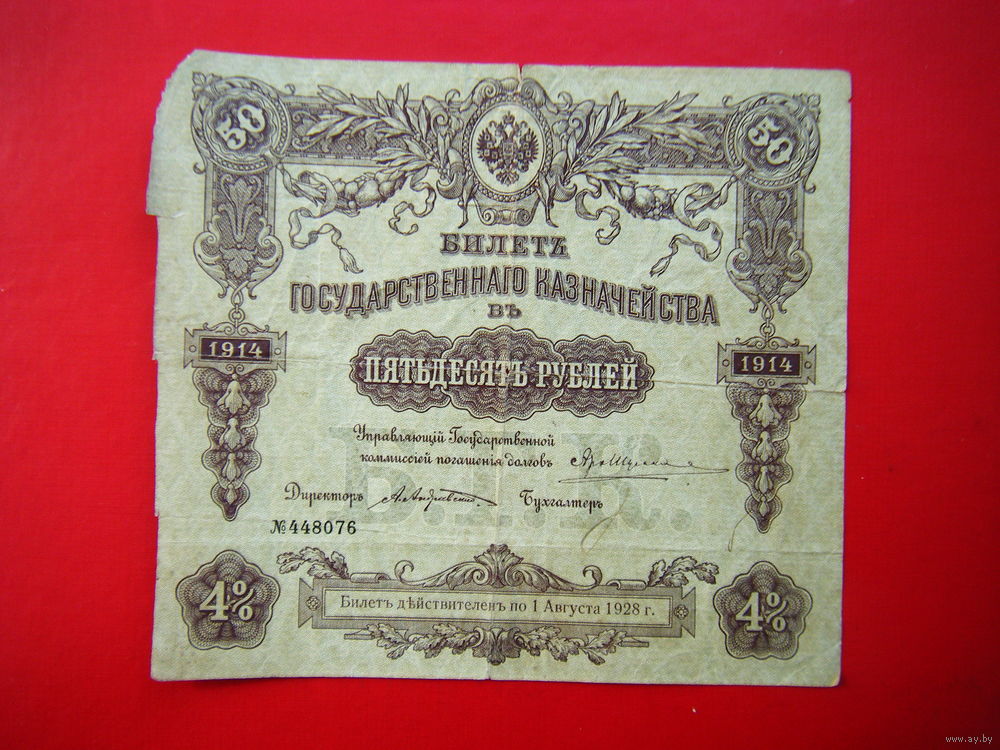 50 50
БИЛЕТЪ
ГОСУДАРСТВЕННАГО КАЗНАЧЕЙСТВА
ВЪ
1914 1914
ПЯТЬДЕСЯТЪ РУБЛЕЙ
Управляющій Государственной
коммиссіей погашенія долговъ
Директоръ Бухгалтеръ
№448076
4% 4%
Билетъ дѣйствителенъ по 1 Августа 1928 г.
www.ay.by